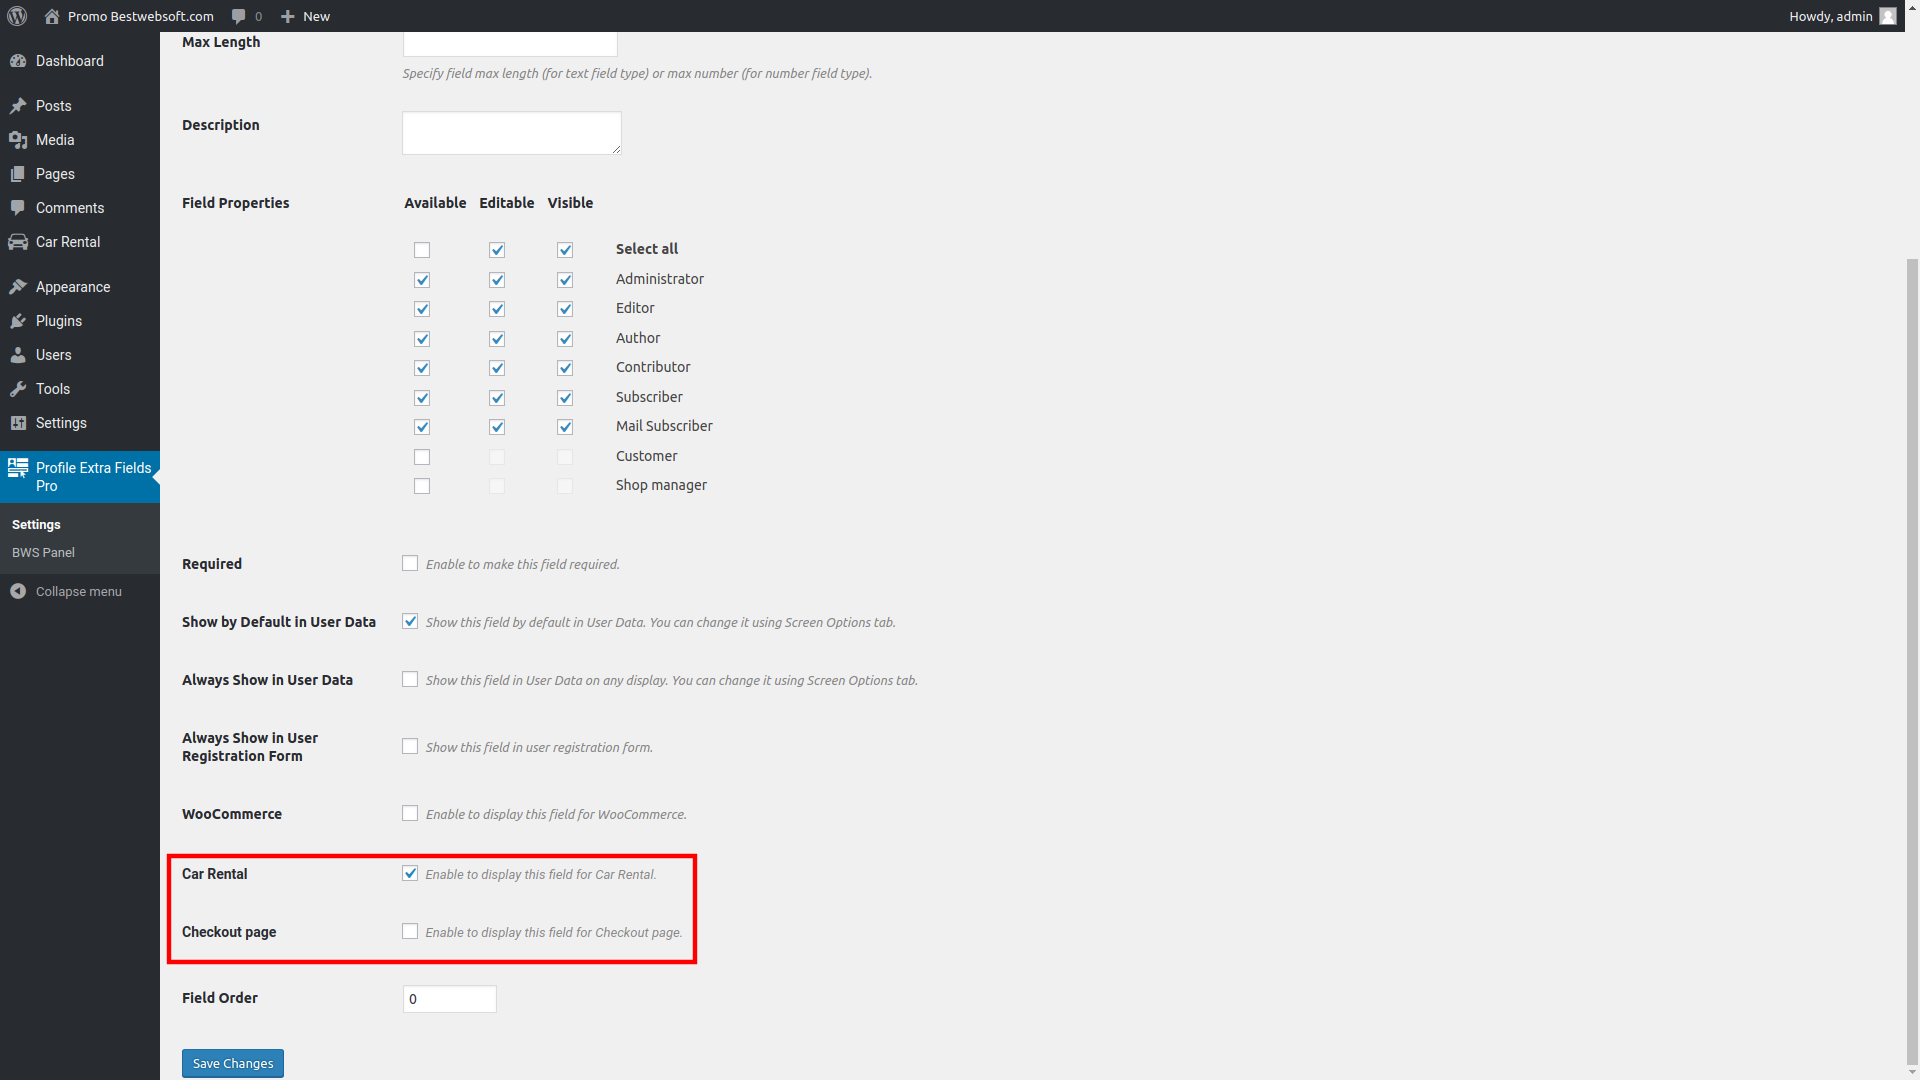 Promo Bestwebsoft.com 0 New Howdy, admin
Dashboard
Posts
Media
Pages
Comments
Car Rental
Appearance
Plugins
Users
Tools
Settings
Profile Extra Fields
Pro
Settings
BWS Panel
Collapse menu
Max Length
Specify field max length (for text field type) or max number (for number field type).
Description
Field Properties Available Editable Visible
Select all
Administrator
Editor
Author
Contributor
Subscriber
Mail Subscriber
Customer
Shop manager
Required Enable to make this field required.
Show by Default in User Data Show this field by default in User Data. You can change it using Screen Options tab.
Always Show in User Data Show this field in User Data on any display. You can change it using Screen Options tab.
Always Show in User
Registration Form
Show this field in user registration form.
WooCommerce Enable to display this field for WooCommerce.
Car Rental Enable to display this field for Car Rental.
Checkout page Enable to display this field for Checkout page.
Field Order 0
Save Changes